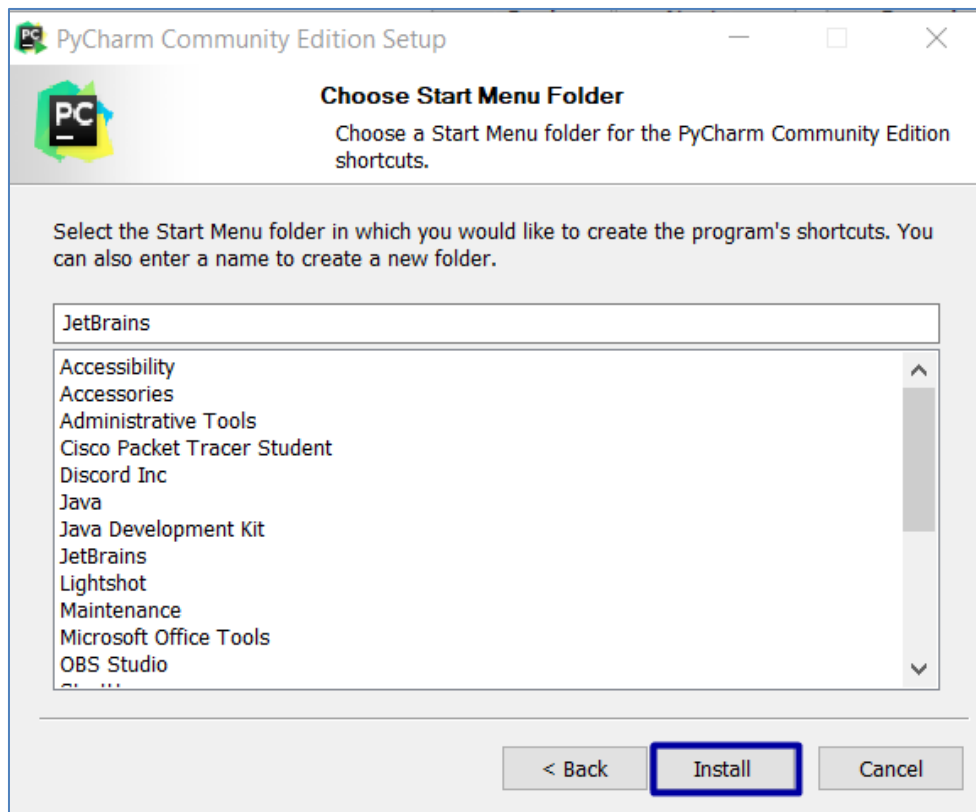 PyCharm Community Edition Setup
PC
Choose Start Menu Folder
Choose a Start Menu folder for the PyCharm Community Edition
shortcuts.
Select the Start Menu folder in which you would like to create the program's shortcuts. You
can also enter a name to create a new folder.
JetBrains
Accessibility
Accessories
Administrative Tools
Cisco Packet Tracer Student
Discord Inc
Java
Java Development Kit
JetBrains
Lightshot
Maintenance
Microsoft Office Tools
OBS Studio
< Back Install Cancel